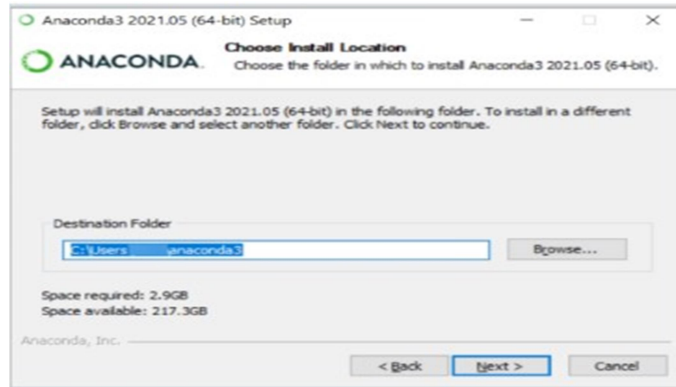 Anaconda3 2021.05 (64-bit) Setup
ANACONDA.
Choose Install Location
Choose the folder in which to install Anaconda3 2021.05 (64-bit).
Setup will install Anaconda3 2021.05 (64-bit) in the following folder. To install in a different
folder, click Browse and select another folder. Click Next to continue.
Destination Folder
C:\Users anaconda3
Browse...
Space required: 2.9GB
Space available: 217.3GB
Anaconda, Inc.
< Back
Next >
Cancel